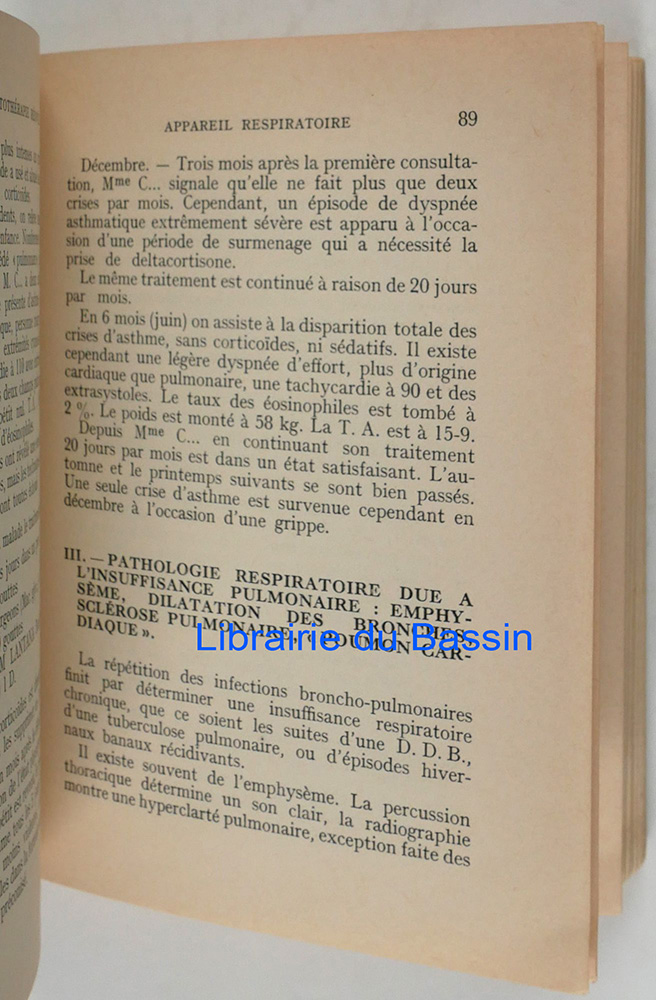 APPAREIL RESPIRATOIRE 89
Décembre. — Trois mois après la première consulta-
tion, Mme C... signale qu'elle ne fait plus que deux
crises par mois. Cependant, un épisode de dyspnée
asthmatique extrêmement sévère est apparu à l'occa-
sion d'une période de surmenage qui a nécessité la
prise de deltacortisone.
Le même traitement est continué à raison de 20 jours
par mois.
En 6 mois (juin) on assiste à la disparition totale des
crises d'asthme, sans corticoïdes, ni sédatifs. Il existe
cependant une légère dyspnée d'effort, plus d'origine
cardiaque que pulmonaire, une tachycardie à 90 et des
extrasystoles. Le taux des éosinophiles est tombé à
2 %. Le poids est monté à 58 kg. La T. A. est à 15-9.
Depuis Mme C... en continuant son traitement
20 jours par mois est dans un état satisfaisant. L'au-
tomne et le printemps suivants se sont bien passés.
Une seule crise d'asthme est survenue cependant en
décembre à l'occasion d'une grippe.
III. — PATHOLOGIE RESPIRATOIRE DUE A
L'INSUFFISANCE PULMONAIRE : EMPHY-
SÈME, DILATATION DES BRONCHES,
SCLÉROSE PULMONAIRE, « POUMON CAR-
DIAQUE ».
Librairie du Bassin
La répétition des infections broncho-pulmonaires
finit par déterminer une insuffisance respiratoire
chronique, que ce soient les suites d'une D. D. B.,
d'une tuberculose pulmonaire, ou d'épisodes hiver-
naux banaux récidivants.
Il existe souvent de l'emphysème. La percussion
thoracique détermine un son clair, la radiographie
montre une hyperclarté pulmonaire, exception faite des